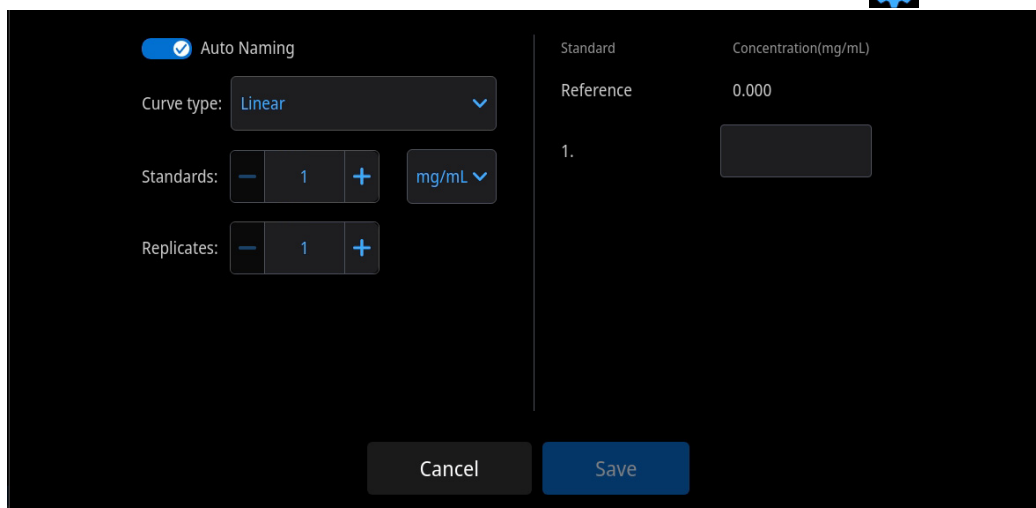 Auto Naming
Curve type: Linear
Standards: 1 mg/mL
Replicates: 1
Standard Concentration(mg/mL)
Reference 0.000
1.
Cancel Save